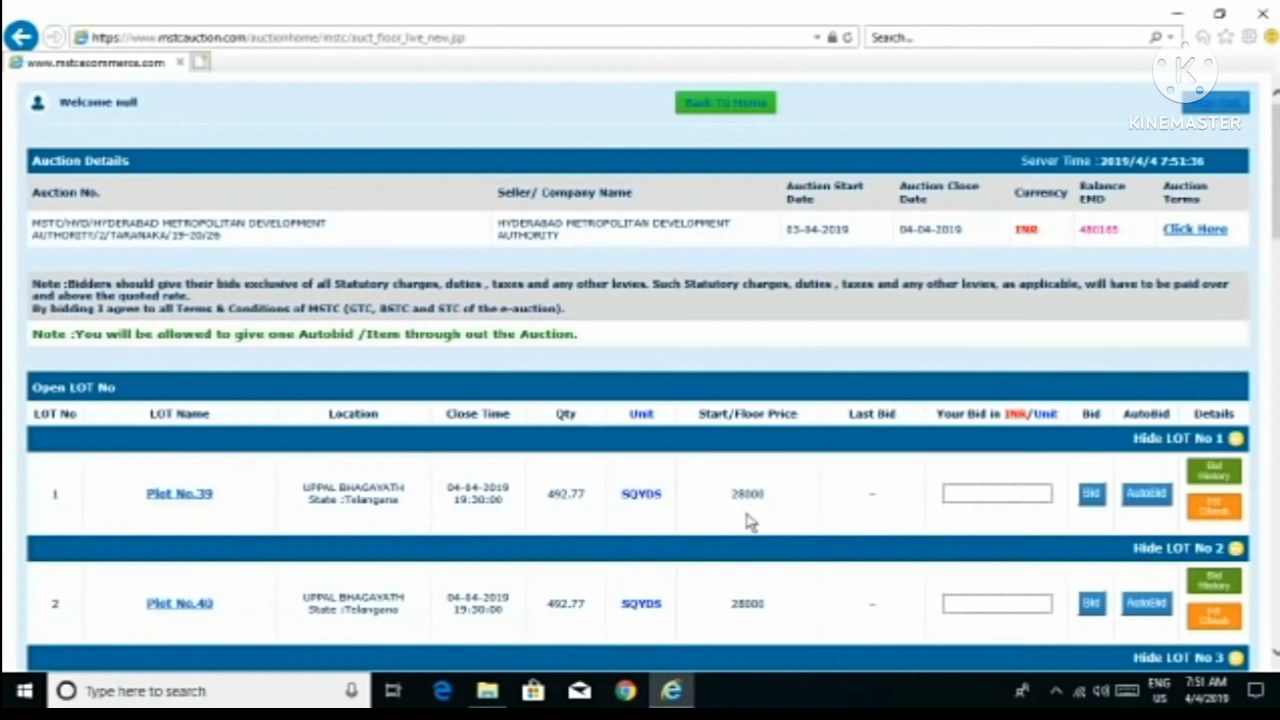 https://www.mstcauction.com/auctionhome/mstc/auct_floor_live_new.jsp
Search...
www.mstcecommerce.com
KINEMASTER
Welcome null
Back To Home
Auction Details
Server Time :2019/4/4 7:51:36
Auction No.
Seller/ Company Name
Auction Start Date
Auction Close Date
Currency
Balance EMD
Auction Terms
MSTC/HYD/HYDERABAD METROPOLITAN DEVELOPMENT
AUTHORITY/2/TARANAKA/19-20/26
HYDERABAD METROPOLITAN DEVELOPMENT
AUTHORITY
03-04-2019
04-04-2019
INR
480165
Click Here
Note :Bidders should give their bids exclusive of all Statutory charges, duties , taxes and any other levies. Such Statutory charges, duties , taxes and any other levies, as applicable, will have to be paid over
and above the quoted rate.
By bidding I agree to all Terms & Conditions of MSTC (GTC, BSTC and STC of the e-auction).
Note :You will be allowed to give one Autobid /Item through out the Auction.
Open LOT No
LOT No LOT Name Location Close Time Qty Unit Start/Floor Price Last Bid Your Bid in INR/Unit Bid AutoBid Details
Hide LOT No 1
1 Plot No.39
UPPAL BHAGAYATH
State :Telangana
04-04-2019
19:30:00
492.77 SQYDS 28000 -
Bid AutoBid
Bid
History
Hit
Check
Hide LOT No 2
2 Plot No.40
UPPAL BHAGAYATH
State :Telangana
04-04-2019
19:30:00
492.77 SQYDS 28000 -
Bid AutoBid
Bid
History
Hit
Check
Hide LOT No 3
Type here to search
ENG
US
7:51 AM
4/4/2019